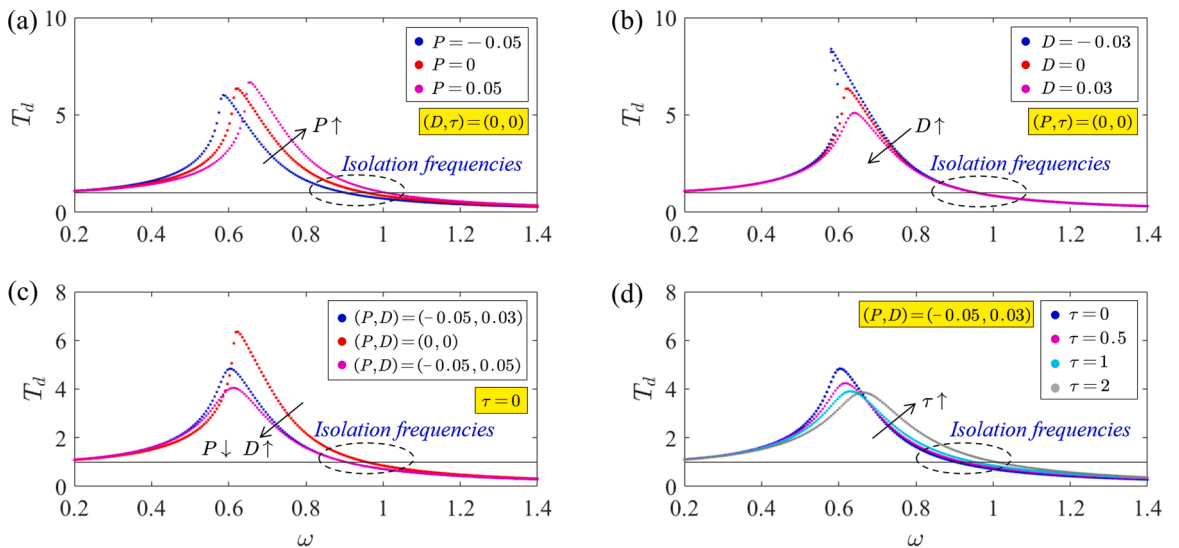 (a)
10
5
0
T_d
P = − 0.05
P = 0
P = 0.05
(D, τ) = (0, 0)
P↑
Isolation frequencies
0.2 0.4 0.6 0.8 1 1.2 1.4
(b)
10
5
0
T_d
D = − 0.03
D = 0
D = 0.03
(P, τ) = (0, 0)
D↑
Isolation frequencies
0.2 0.4 0.6 0.8 1 1.2 1.4
(c)
8
6
4
2
0
T_d
(P, D) = (− 0.05, 0.03)
(P, D) = (0, 0)
(P, D) = (− 0.05, 0.05)
τ = 0
P↓ D↑
Isolation frequencies
0.2 0.4 0.6 0.8 1 1.2 1.4
ω
(d)
8
6
4
2
0
T_d
(P, D) = (− 0.05, 0.03)
τ = 0
τ = 0.5
τ = 1
τ = 2
τ↑
Isolation frequencies
0.2 0.4 0.6 0.8 1 1.2 1.4
ω